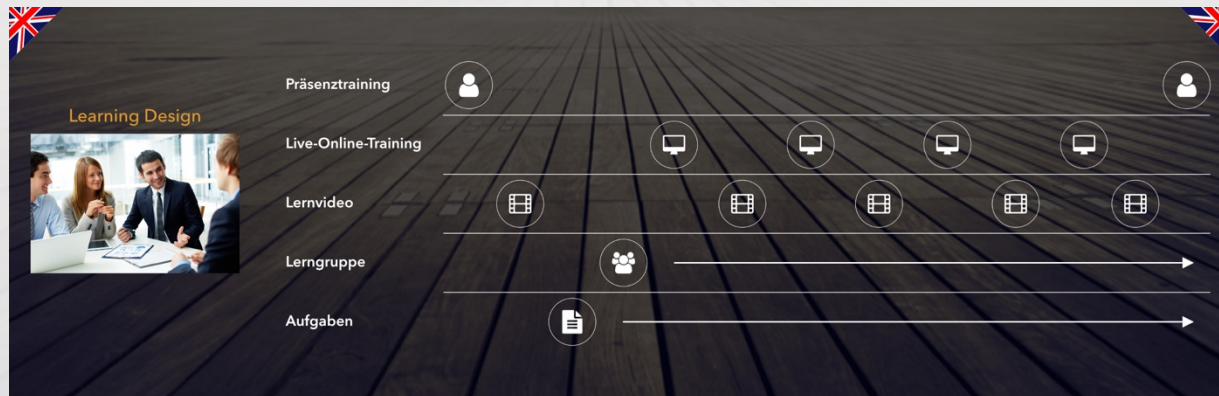 Learning Design
Präsenztraining
Live-Online-Training
Lernvideo
Lerngruppe
Aufgaben